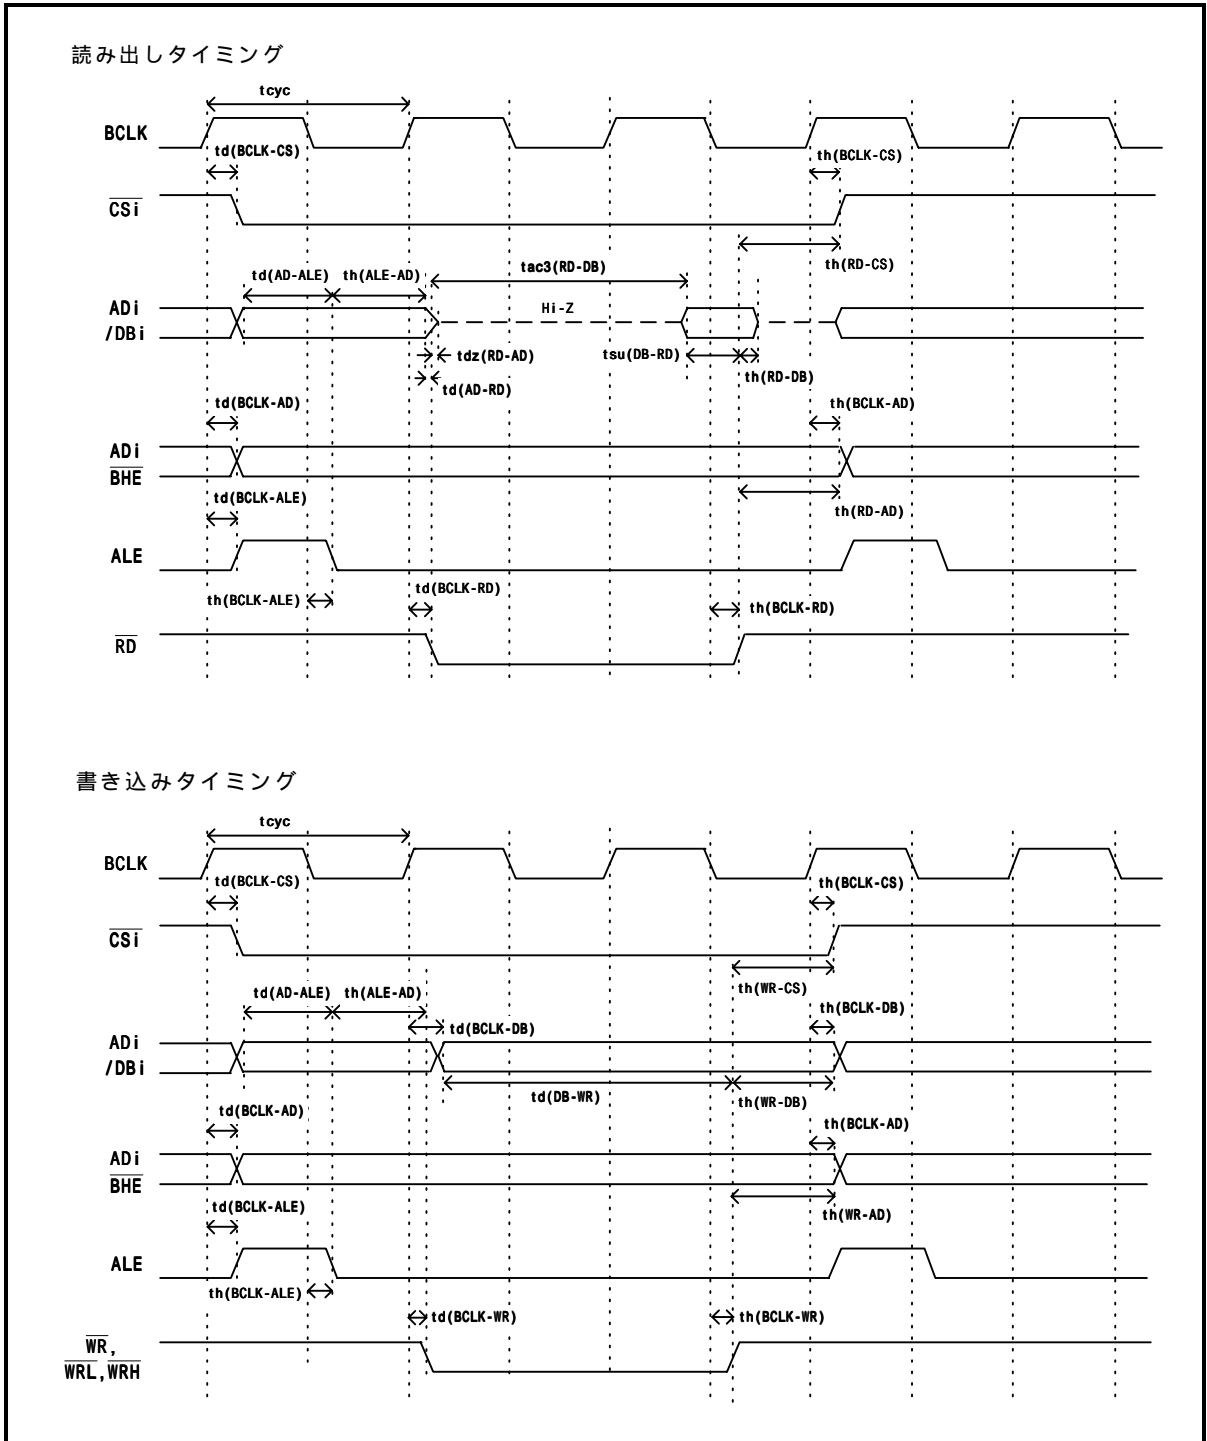 読み出しタイミング
tcyc
BCLK
td(BCLK-CS)
th(BCLK-CS)
CSi
th(RD-CS)
tac3(RD-DB)
td(AD-ALE) th(ALE-AD)
ADi
/DBi
Hi-Z
tdz(RD-AD)
tsu(DB-RD)
th(RD-DB)
td(AD-RD)
td(BCLK-AD)
th(BCLK-AD)
ADi
BHE
td(BCLK-ALE)
th(RD-AD)
ALE
td(BCLK-RD)
th(BCLK-ALE)
th(BCLK-RD)
RD
書き込みタイミング
tcyc
BCLK
td(BCLK-CS)
th(BCLK-CS)
CSi
th(WR-CS)
td(AD-ALE) th(ALE-AD)
th(BCLK-DB)
td(BCLK-DB)
ADi
/DBi
td(DB-WR)
th(WR-DB)
td(BCLK-AD)
th(BCLK-AD)
ADi
BHE
td(BCLK-ALE)
th(WR-AD)
ALE
th(BCLK-ALE)
td(BCLK-WR)
th(BCLK-WR)
WR,
WRL,WRH